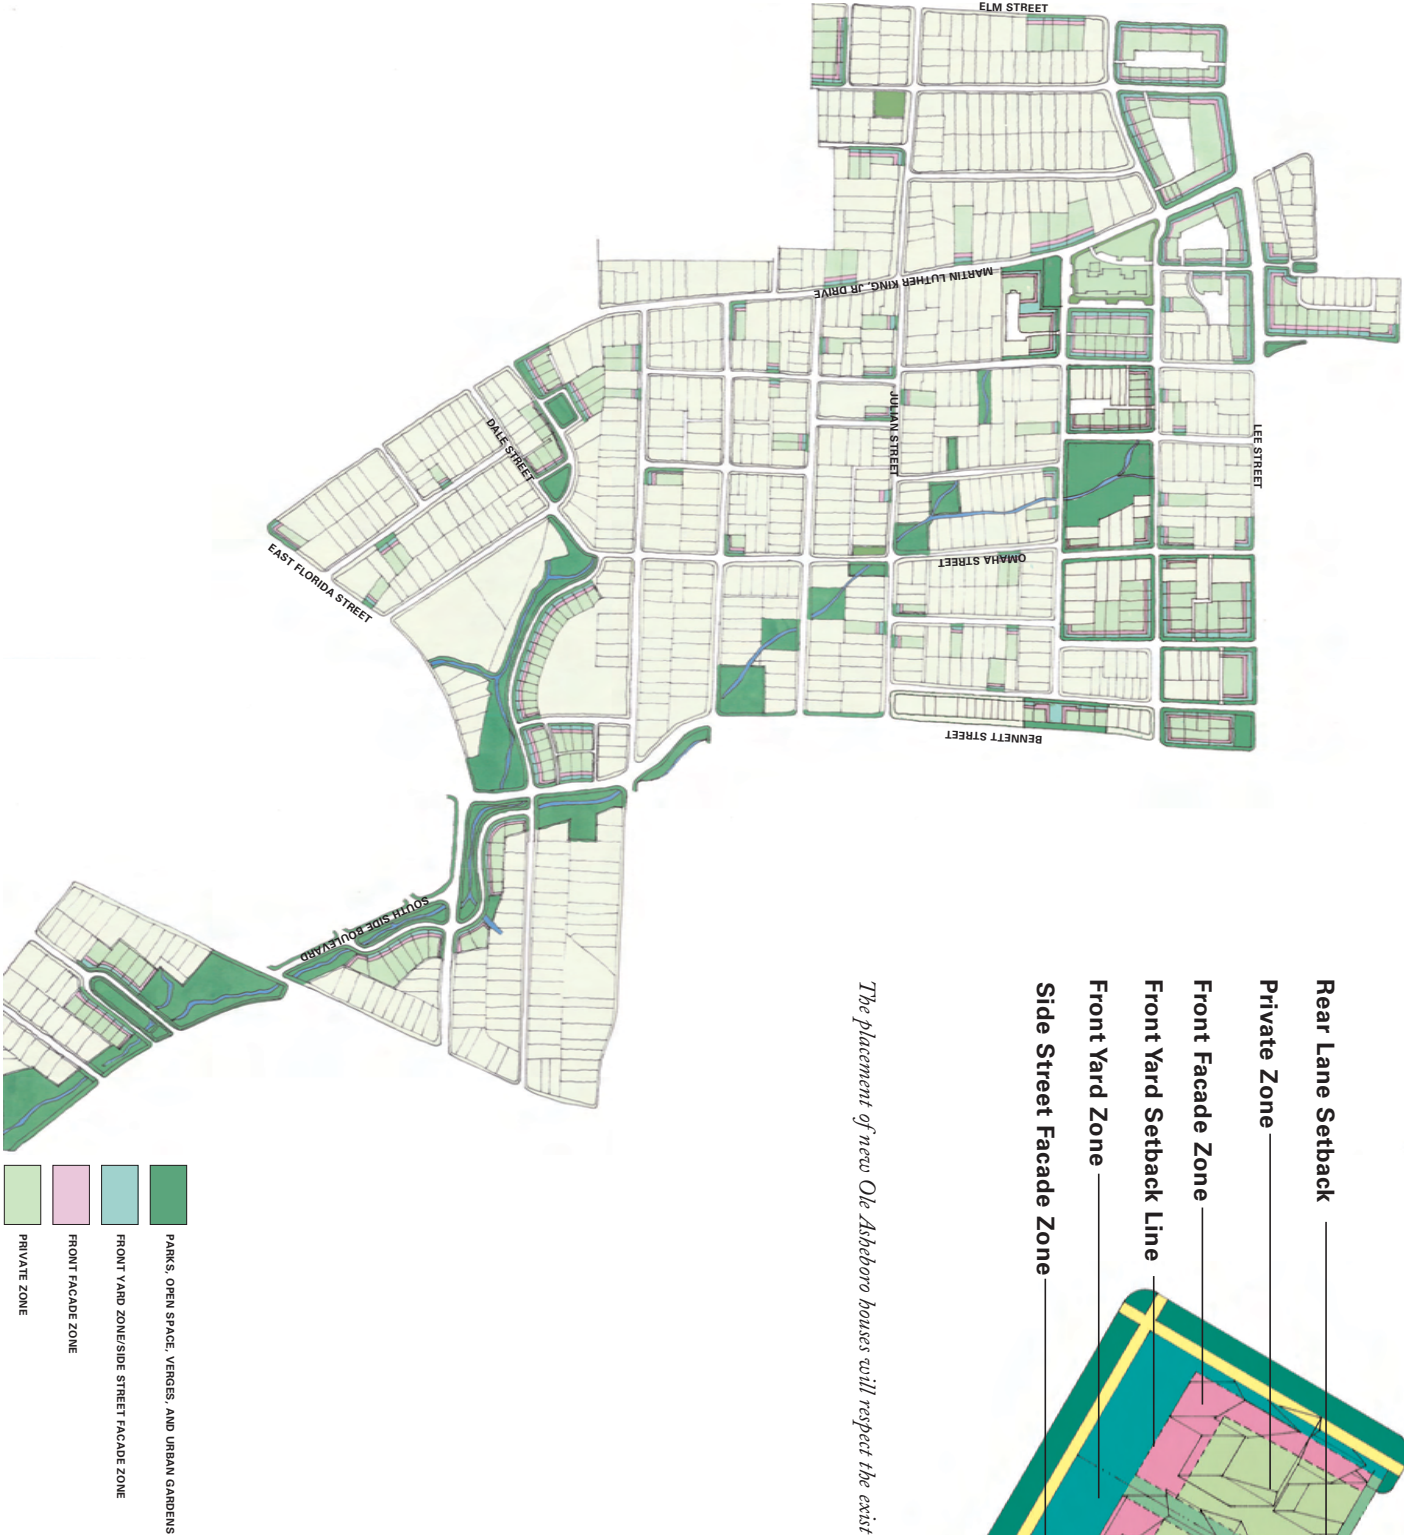 ELM STREET
MARTIN LUTHER KING, JR DRIVE
JULIAN STREET
LEE STREET
DALE STREET
EAST FLORIDA STREET
OMAHA STREET
BENNETT STREET
SOUTH SIDE BOULEVARD
Rear Lane Setback
Private Zone
Front Facade Zone
Front Yard Setback Line
Front Yard Zone
Side Street Facade Zone
The placement of new Ole Asheboro houses will respect the exist
PARKS, OPEN SPACE, VERGES, AND URBAN GARDENS
FRONT YARD ZONE/SIDE STREET FACADE ZONE
FRONT FACADE ZONE
PRIVATE ZONE